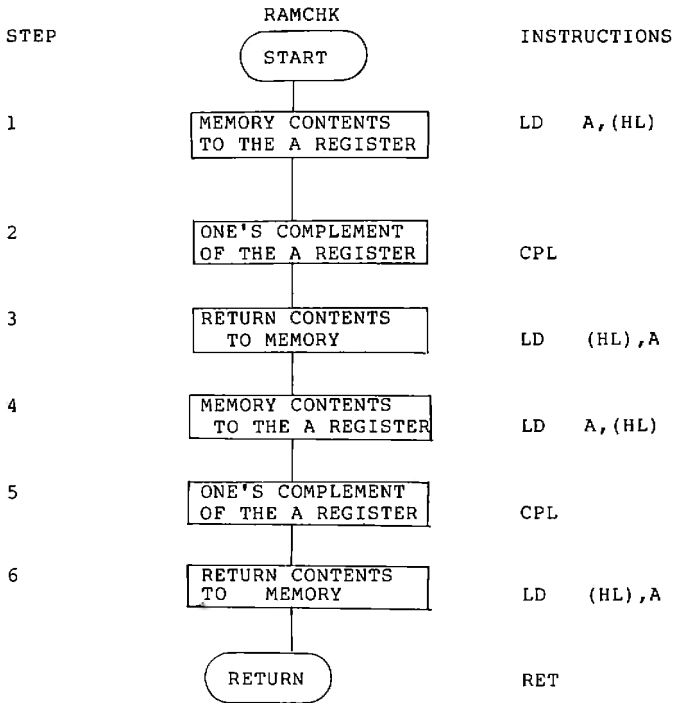 RAMCHK
STEP INSTRUCTIONS
START
1 MEMORY CONTENTS LD A,(HL)
TO THE A REGISTER
2 ONE'S COMPLEMENT
OF THE A REGISTER CPL
3 RETURN CONTENTS
TO MEMORY LD (HL),A
4 MEMORY CONTENTS
TO THE A REGISTER LD A,(HL)
5 ONE'S COMPLEMENT
OF THE A REGISTER CPL
6 RETURN CONTENTS
TO MEMORY LD (HL),A
RETURN RET